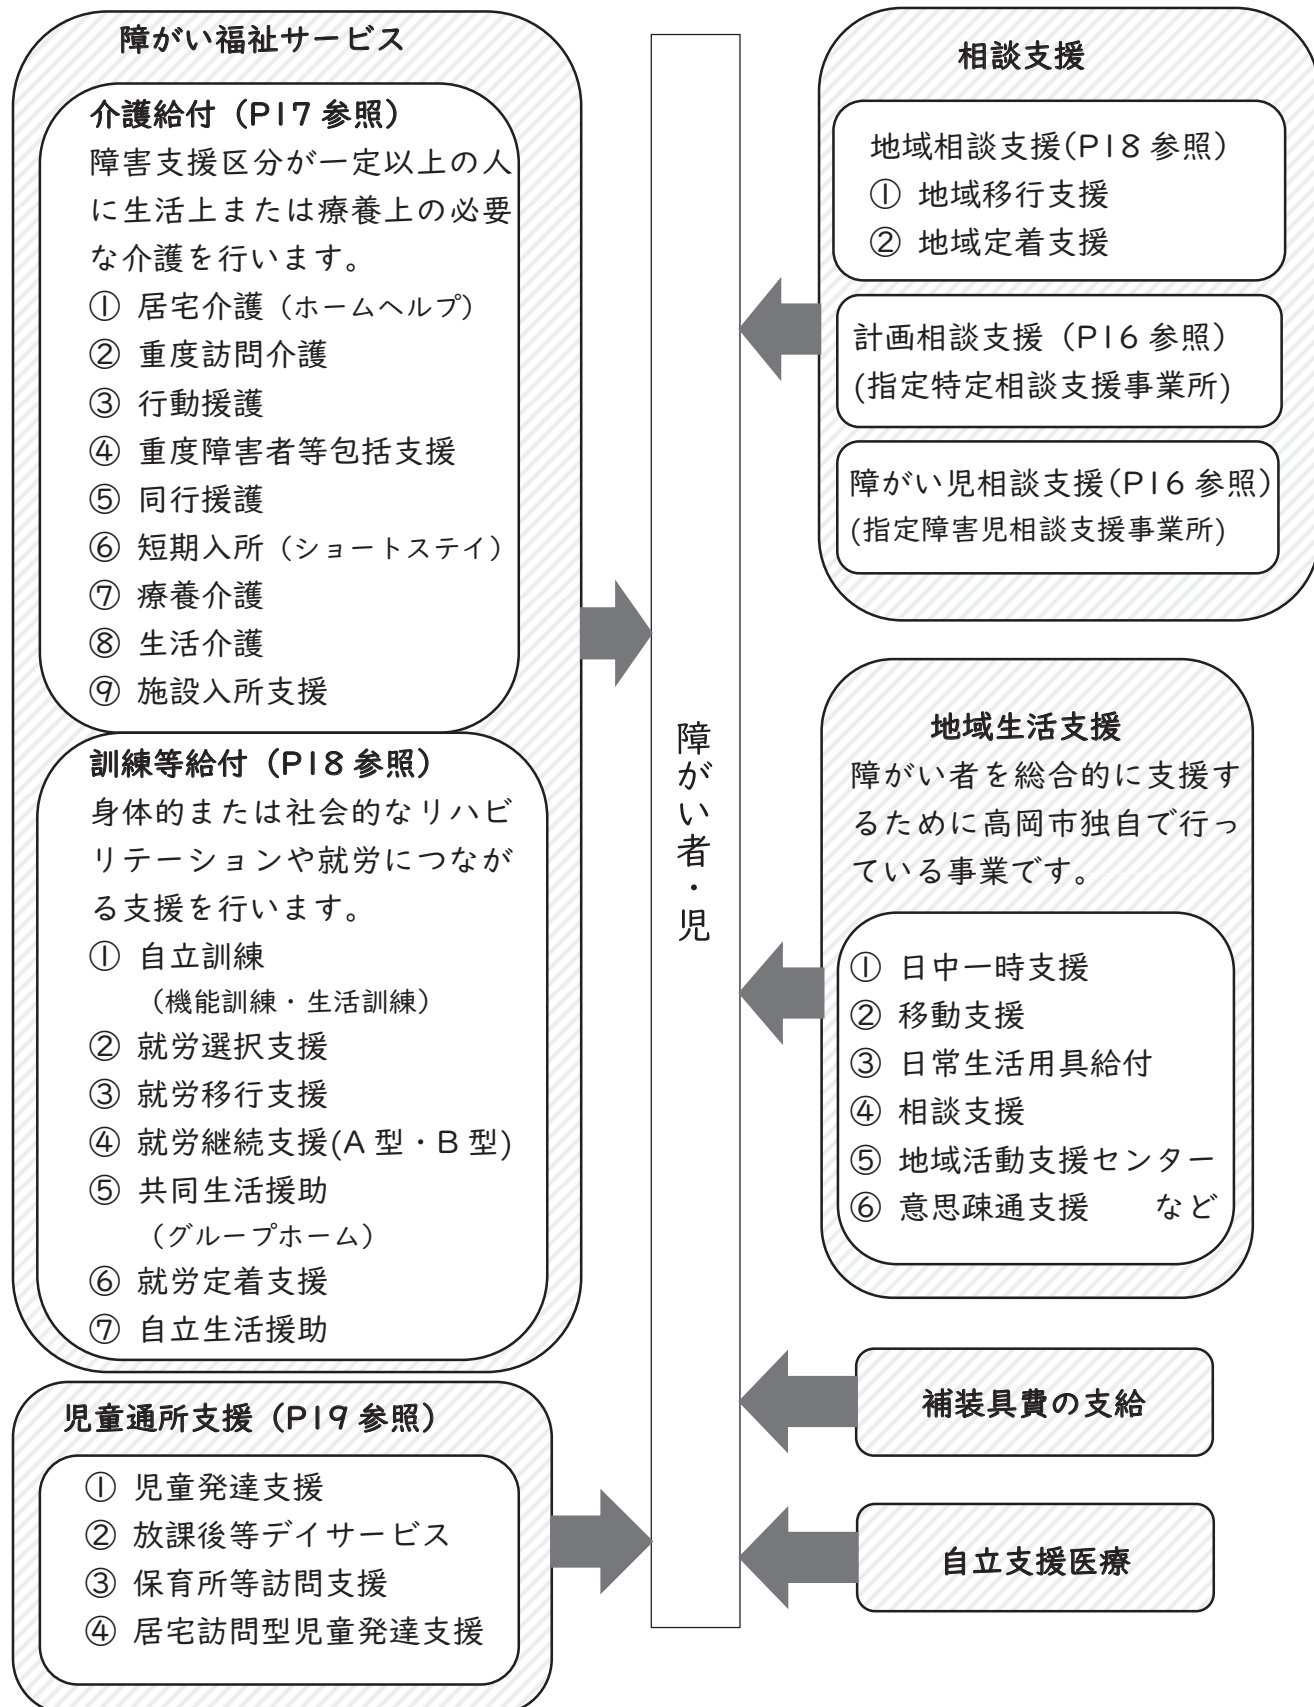 障がい福祉サービス
介護給付（P17 参照）
障害支援区分が一定以上の人
に生活上または療養上の必要
な介護を行います。
① 居宅介護（ホームヘルプ）
② 重度訪問介護
③ 行動援護
④ 重度障害者等包括支援
⑤ 同行援護
⑥ 短期入所（ショートステイ）
⑦ 療養介護
⑧ 生活介護
⑨ 施設入所支援
訓練等給付（P18 参照）
身体的または社会的なリハビ
リテーションや就労につなが
る支援を行います。
① 自立訓練
（機能訓練・生活訓練）
② 就労選択支援
③ 就労移行支援
④ 就労継続支援(A 型・B 型)
⑤ 共同生活援助
（グループホーム）
⑥ 就労定着支援
⑦ 自立生活援助
児童通所支援（P19 参照）
① 児童発達支援
② 放課後等デイサービス
③ 保育所等訪問支援
④ 居宅訪問型児童発達支援
障がい者・児
相談支援
地域相談支援(P18 参照)
① 地域移行支援
② 地域定着支援
計画相談支援（P16 参照）
(指定特定相談支援事業所)
障がい児相談支援(P16 参照)
(指定障害児相談支援事業所)
地域生活支援
障がい者を総合的に支援す
るために高岡市独自で行っ
ている事業です。
① 日中一時支援
② 移動支援
③ 日常生活用具給付
④ 相談支援
⑤ 地域活動支援センター
⑥ 意思疎通支援　　など
補装具費の支給
自立支援医療